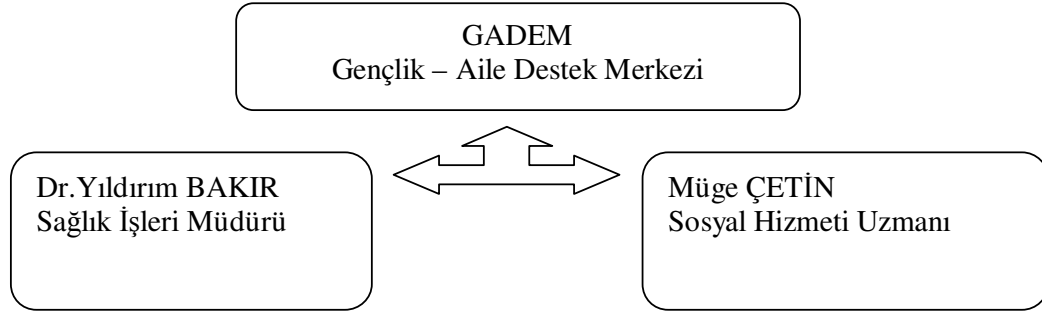 GADEM
Gençlik – Aile Destek Merkezi
Dr.Yıldırım BAKIR
Sağlık İşleri Müdürü
Müge ÇETİN
Sosyal Hizmeti Uzmanı